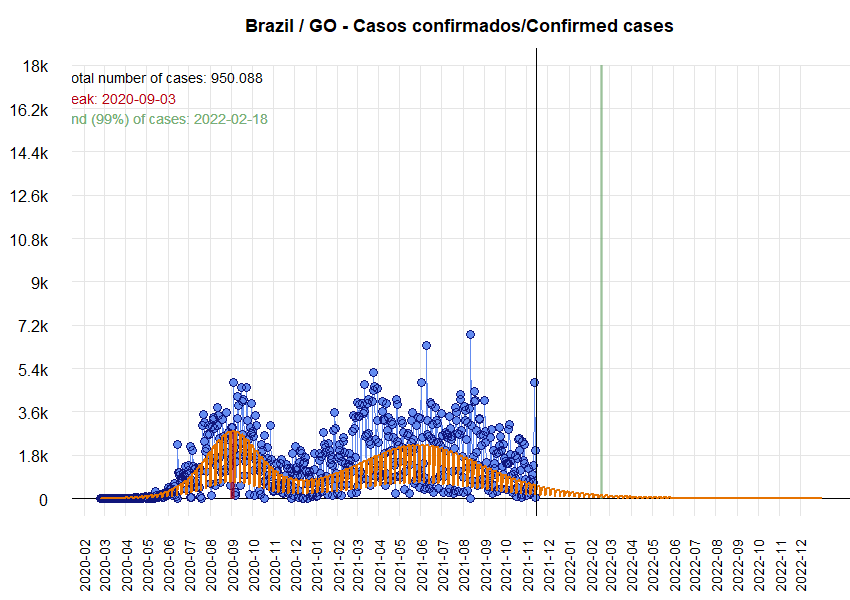 Brazil / GO - Casos confirmados/Confirmed cases
18k
16.2k
14.4k
12.6k
10.8k
9k
7.2k
5.4k
3.6k
1.8k
0
otal number of cases: 950.088
eak: 2020-09-03
nd (99%) of cases: 2022-02-18
2020-02
2020-03
2020-04
2020-05
2020-06
2020-07
2020-08
2020-09
2020-10
2020-11
2020-12
2021-01
2021-02
2021-03
2021-04
2021-05
2021-06
2021-07
2021-08
2021-09
2021-10
2021-11
2021-12
2022-01
2022-02
2022-03
2022-04
2022-05
2022-06
2022-07
2022-08
2022-09
2022-10
2022-11
2022-12